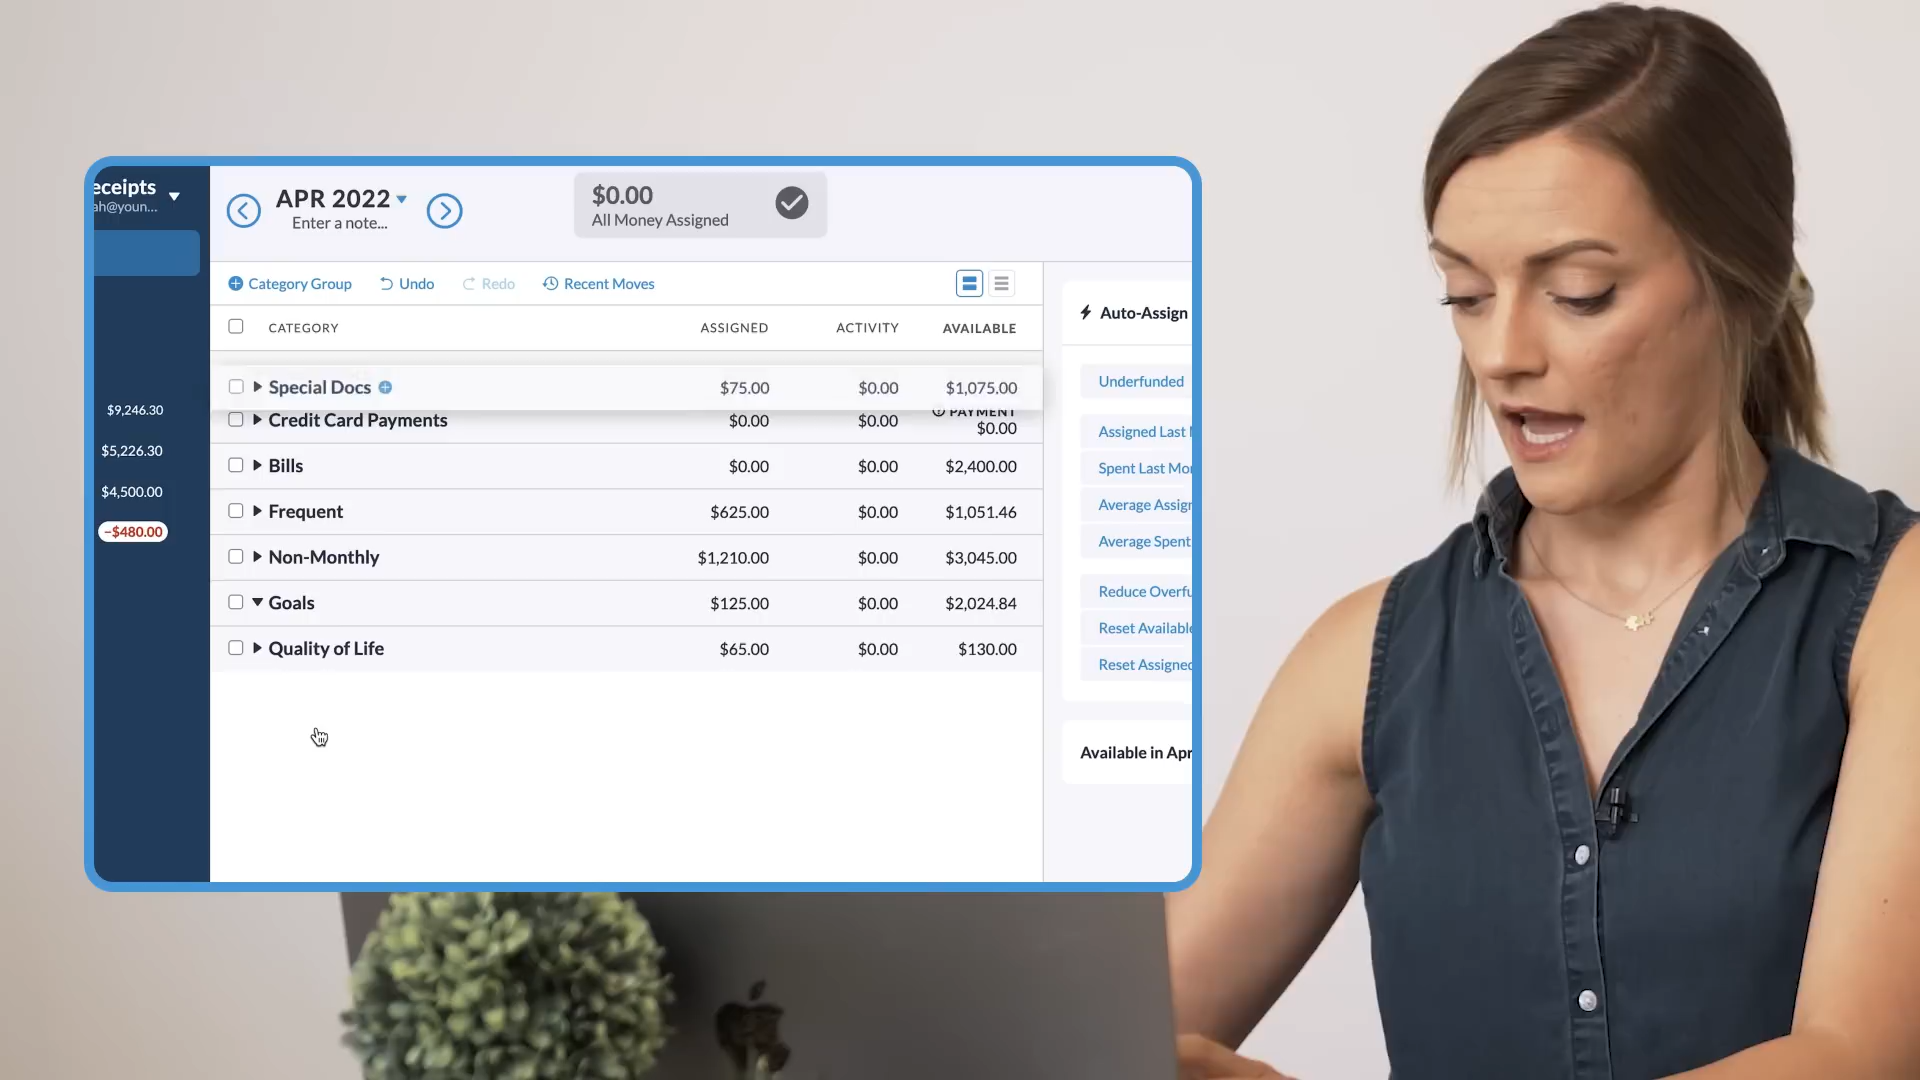 eceipts
ah@youn...
$9,246.30
$5,226.30
$4,500.00
-$480.00
APR 2022
Enter a note...
$0.00
All Money Assigned
Category Group Undo Redo Recent Moves
CATEGORY ASSIGNED ACTIVITY AVAILABLE
Special Docs $75.00 $0.00 $1,075.00
PAYMENT
Credit Card Payments $0.00 $0.00 $0.00
Bills $0.00 $0.00 $2,400.00
Frequent $625.00 $0.00 $1,051.46
Non-Monthly $1,210.00 $0.00 $3,045.00
Goals $125.00 $0.00 $2,024.84
Quality of Life $65.00 $0.00 $130.00
Auto-Assign
Underfunded
Assigned Last
Spent Last Mo
Average Assig
Average Spent
Reduce Overfu
Reset Available
Reset Assigned
Available in Apr